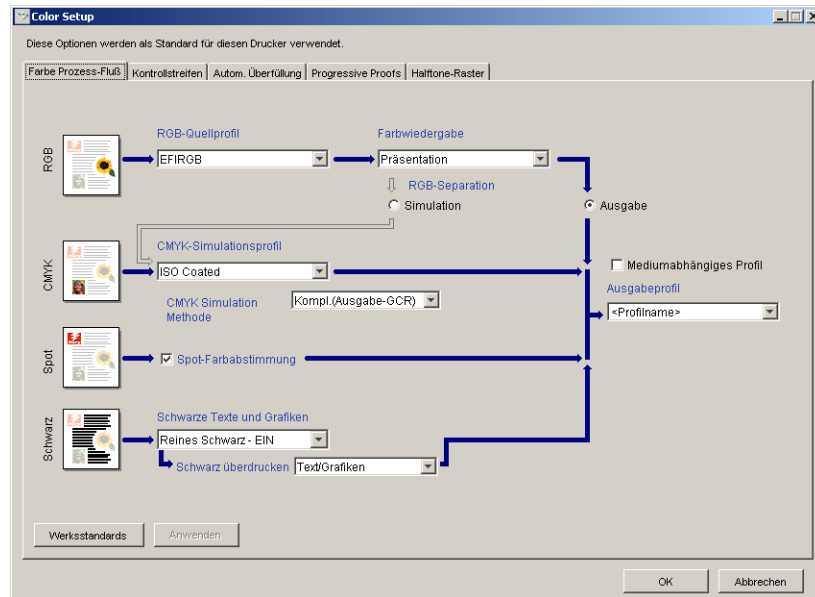 Color Setup
Diese Optionen werden als Standard für diesen Drucker verwendet.
Farbe Prozess-Fluß
Kontrollstreifen
Autom. Überfüllung
Progressive Proofs
Halftone-Raster
RGB
RGB-Quellprofil
EFIRGB
Farbwiedergabe
Präsentation
RGB-Separation
Simulation
Ausgabe
CMYK
CMYK-Simulationsprofil
ISO Coated
CMYK Simulation
Methode
Kompl.(Ausgabe-GCR)
Mediumabhängiges Profil
Ausgabeprofil
<Profilname>
Spot
Spot-Farbabstimmung
Schwarz
Schwarze Texte und Grafiken
Reines Schwarz - EIN
Schwarz überdrucken
Text/Grafiken
Werksstandards
Anwenden
OK
Abbrechen